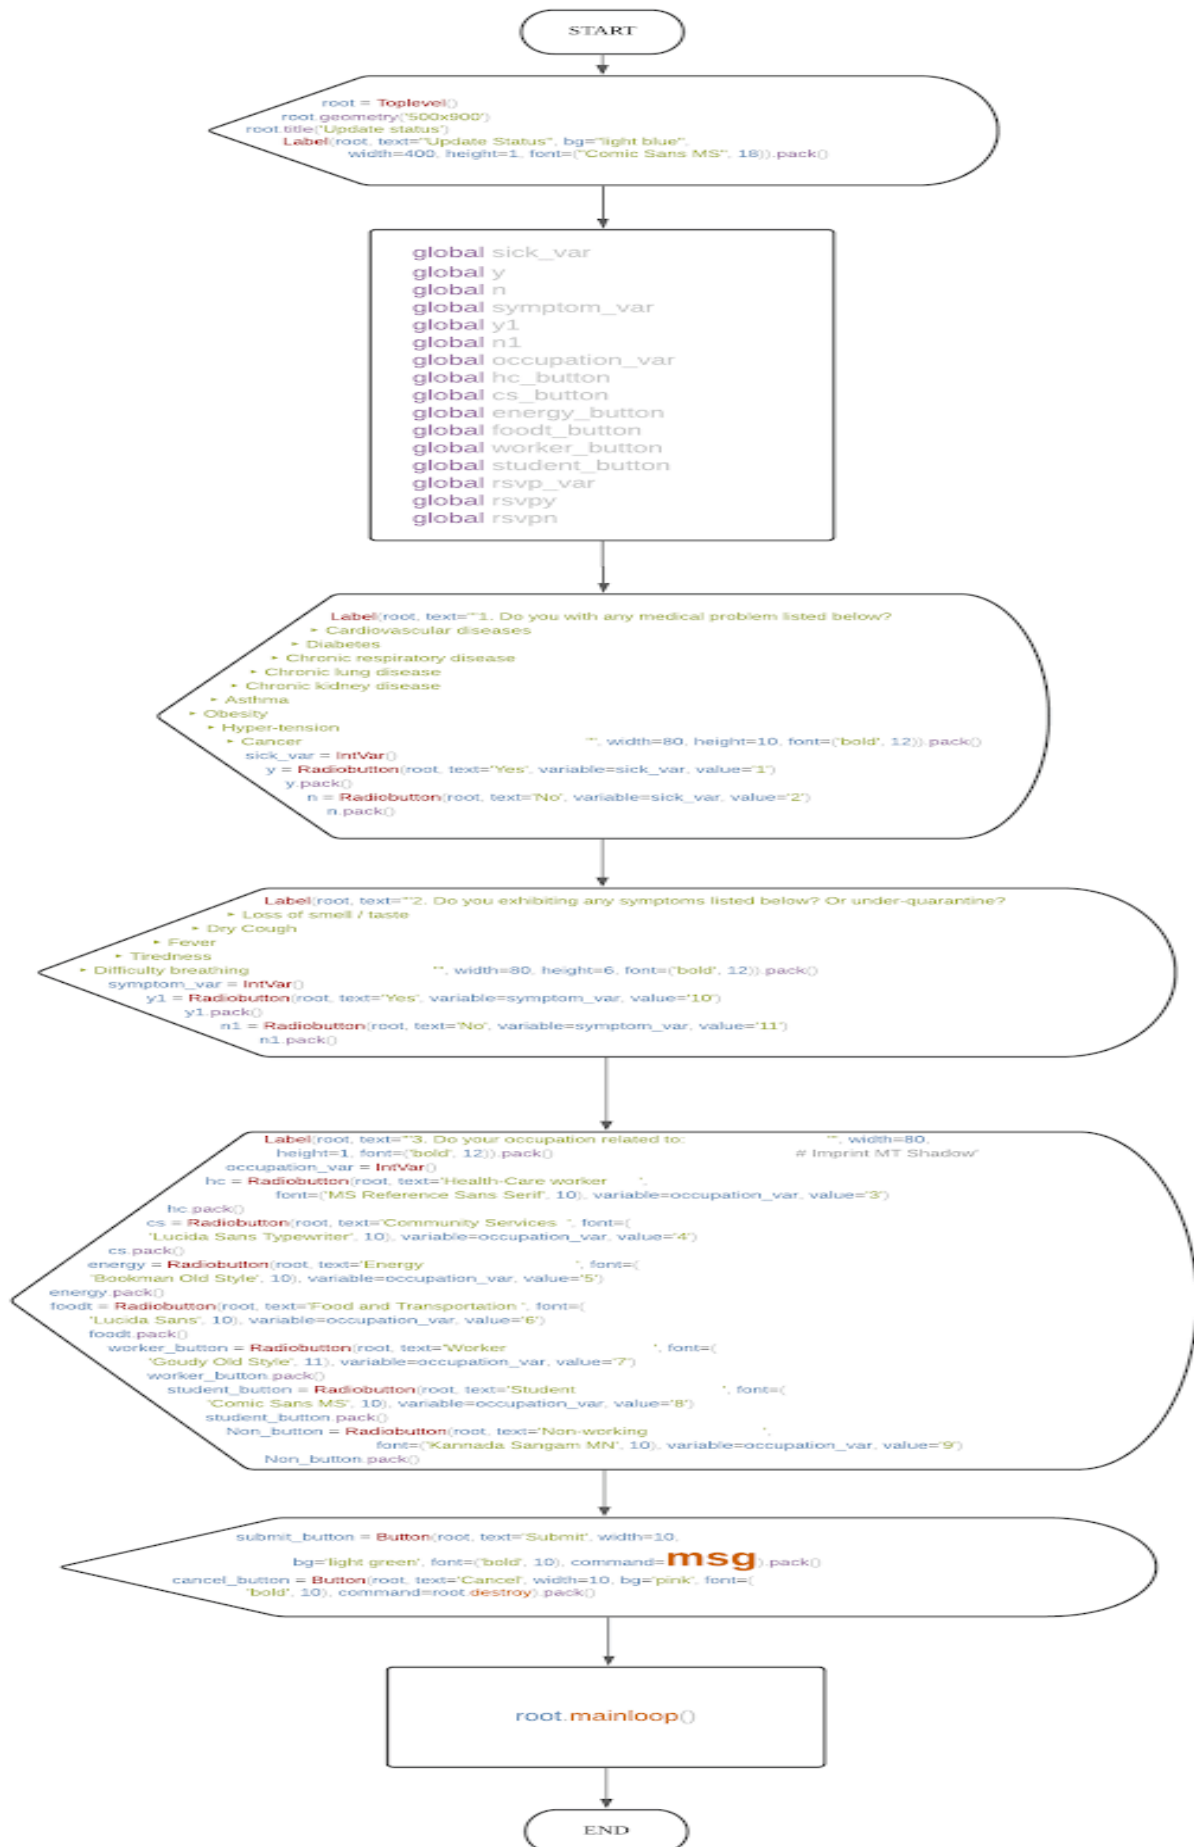 START
root = Toplevel()
root.geometry('500x900')
root.title('Update status')
Label(root, text="Update Status", bg="light blue",
width=400, height=1, font=("Comic Sans MS", 18)).pack()
global sick_var
global y
global n
global symptom_var
global y1
global n1
global occupation_var
global hc_button
global cs_button
global energy_button
global foodt_button
global worker_button
global student_button
global rsvp_var
global rsvpy
global rsvpn
Label(root, text='''1. Do you with any medical problem listed below?
‣ Cardiovascular diseases
‣ Diabetes
‣ Chronic respiratory disease
‣ Chronic lung disease
‣ Chronic kidney disease
‣ Asthma
‣ Obesity
‣ Hyper-tension
‣ Cancer ''', width=80, height=10, font=('bold', 12)).pack()
sick_var = IntVar()
y = Radiobutton(root, text='Yes', variable=sick_var, value='1')
y.pack()
n = Radiobutton(root, text='No', variable=sick_var, value='2')
n.pack()
Label(root, text='''2. Do you exhibiting any symptoms listed below? Or under-quarantine?
‣ Loss of smell / taste
‣ Dry Cough
‣ Fever
‣ Tiredness
‣ Difficulty breathing ''', width=80, height=6, font=('bold', 12)).pack()
symptom_var = IntVar()
y1 = Radiobutton(root, text='Yes', variable=symptom_var, value='10')
y1.pack()
n1 = Radiobutton(root, text='No', variable=symptom_var, value='11')
n1.pack()
Label(root, text='''3. Do your occupation related to: ''', width=80,
height=1, font=('bold', 12)).pack() # Imprint MT Shadow'
occupation_var = IntVar()
hc = Radiobutton(root, text='Health-Care worker ',
font=('MS Reference Sans Serif', 10), variable=occupation_var, value='3')
hc.pack()
cs = Radiobutton(root, text='Community Services ', font=(
'Lucida Sans Typewriter', 10), variable=occupation_var, value='4')
cs.pack()
energy = Radiobutton(root, text='Energy ', font=(
'Bookman Old Style', 10), variable=occupation_var, value='5')
energy.pack()
foodt = Radiobutton(root, text='Food and Transportation ', font=(
'Lucida Sans', 10), variable=occupation_var, value='6')
foodt.pack()
worker_button = Radiobutton(root, text='Worker ', font=(
'Goudy Old Style', 11), variable=occupation_var, value='7')
worker_button.pack()
student_button = Radiobutton(root, text='Student ', font=(
'Comic Sans MS', 10), variable=occupation_var, value='8')
student_button.pack()
Non_button = Radiobutton(root, text='Non-working ',
font=('Kannada Sangam MN', 10), variable=occupation_var, value='9')
Non_button.pack()
submit_button = Button(root, text='Submit', width=10,
bg='light green', font=('bold', 10), command=msg).pack()
cancel_button = Button(root, text='Cancel', width=10, bg='pink', font=(
'bold', 10), command=root.destroy).pack()
root.mainloop()
END